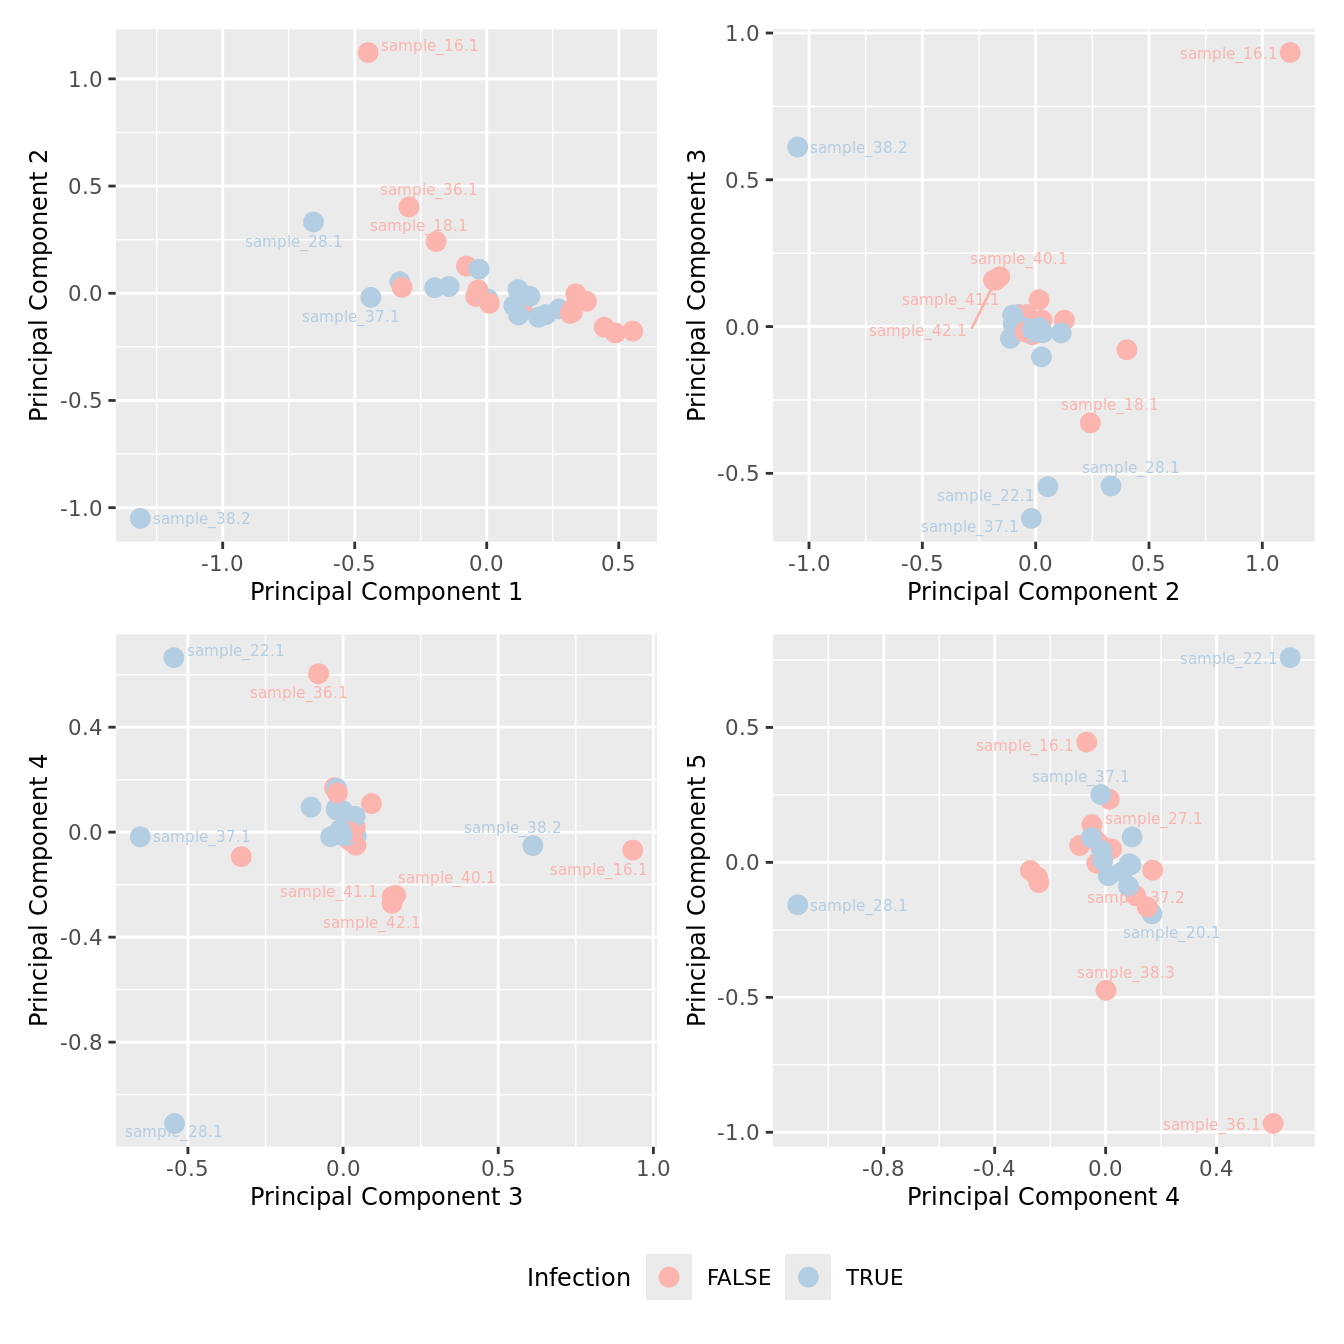 sample_16.1
sample_36.1
sample_18.1
sample_28.1
sample_37.1
sample_38.2
1.0
0.5
0.0
-0.5
-1.0
Principal Component 2
-1.0 -0.5 0.0 0.5
Principal Component 1
sample_16.1
sample_38.2
sample_40.1
sample_41.1
sample_42.1
sample_18.1
sample_28.1
sample_22.1
sample_37.1
1.0
0.5
0.0
-0.5
Principal Component 3
-1.0 -0.5 0.0 0.5 1.0
Principal Component 2
sample_22.1
sample_36.1
sample_38.2
sample_37.1
sample_16.1
sample_40.1
sample_41.1
sample_42.1
sample_28.1
0.4
0.0
-0.4
-0.8
Principal Component 4
-0.5 0.0 0.5 1.0
Principal Component 3
sample_22.1
sample_16.1
sample_37.1
sample_27.1
sample_37.2
sample_28.1
sample_20.1
sample_38.3
sample_36.1
0.5
0.0
-0.5
-1.0
Principal Component 5
-0.8 -0.4 0.0 0.4
Principal Component 4
Infection FALSE TRUE